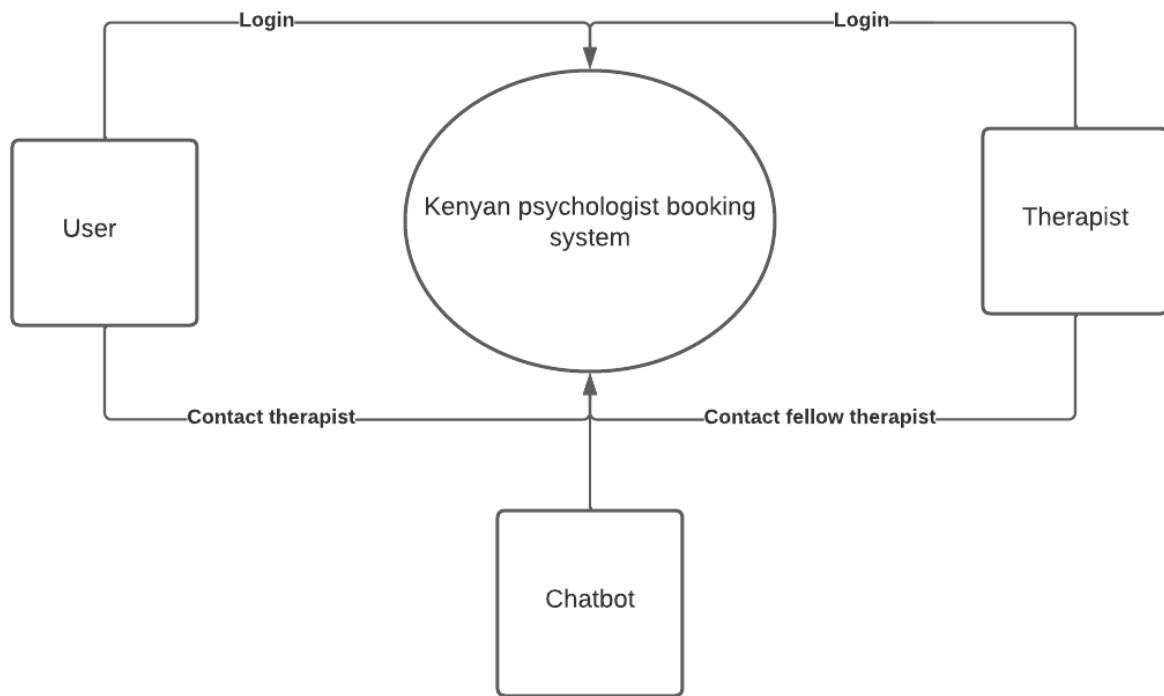 Login
Login
User
Kenyan psychologist booking
system
Therapist
Contact therapist
Contact fellow therapist
Chatbot